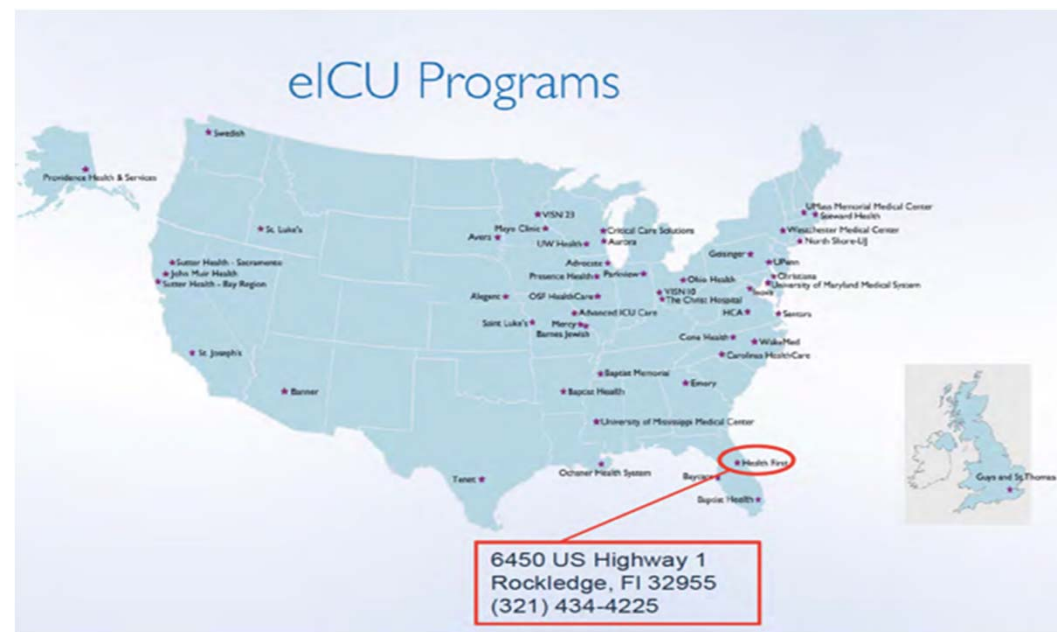 eICU Programs
Swedish
Providence Health & Services
VISN 23
UMass Memorial Medical Center
Steward Health
St. Luke's
Mayo Clinic
Critical Care Solutions
Westchester Medical Center
Avera
UW Health
Aurora
North Shore-LIJ
Geisinger
Sutter Health - Sacramento
Advocate
UPenn
John Muir Health
Presence Health
Parkview
Ohio Health
Christiana
Sutter Health - Bay Region
University of Maryland Medical System
Alegent
OSF HealthCare
VISN10
Inova
The Christ Hospital
Advanced ICU Care
HCA
Sentara
Saint Luke's
Mercy
Barnes Jewish
Cone Health
WakeMed
St. Joseph's
Carolinas HealthCare
Baptist Memorial
Emory
Banner
Baptist Health
University of Mississippi Medical Center
Health First
Ochsner Health System
Tenet
Baycare
Guys and St.Thomas
Baptist Health
6450 US Highway 1
Rockledge, Fl 32955
(321) 434-4225